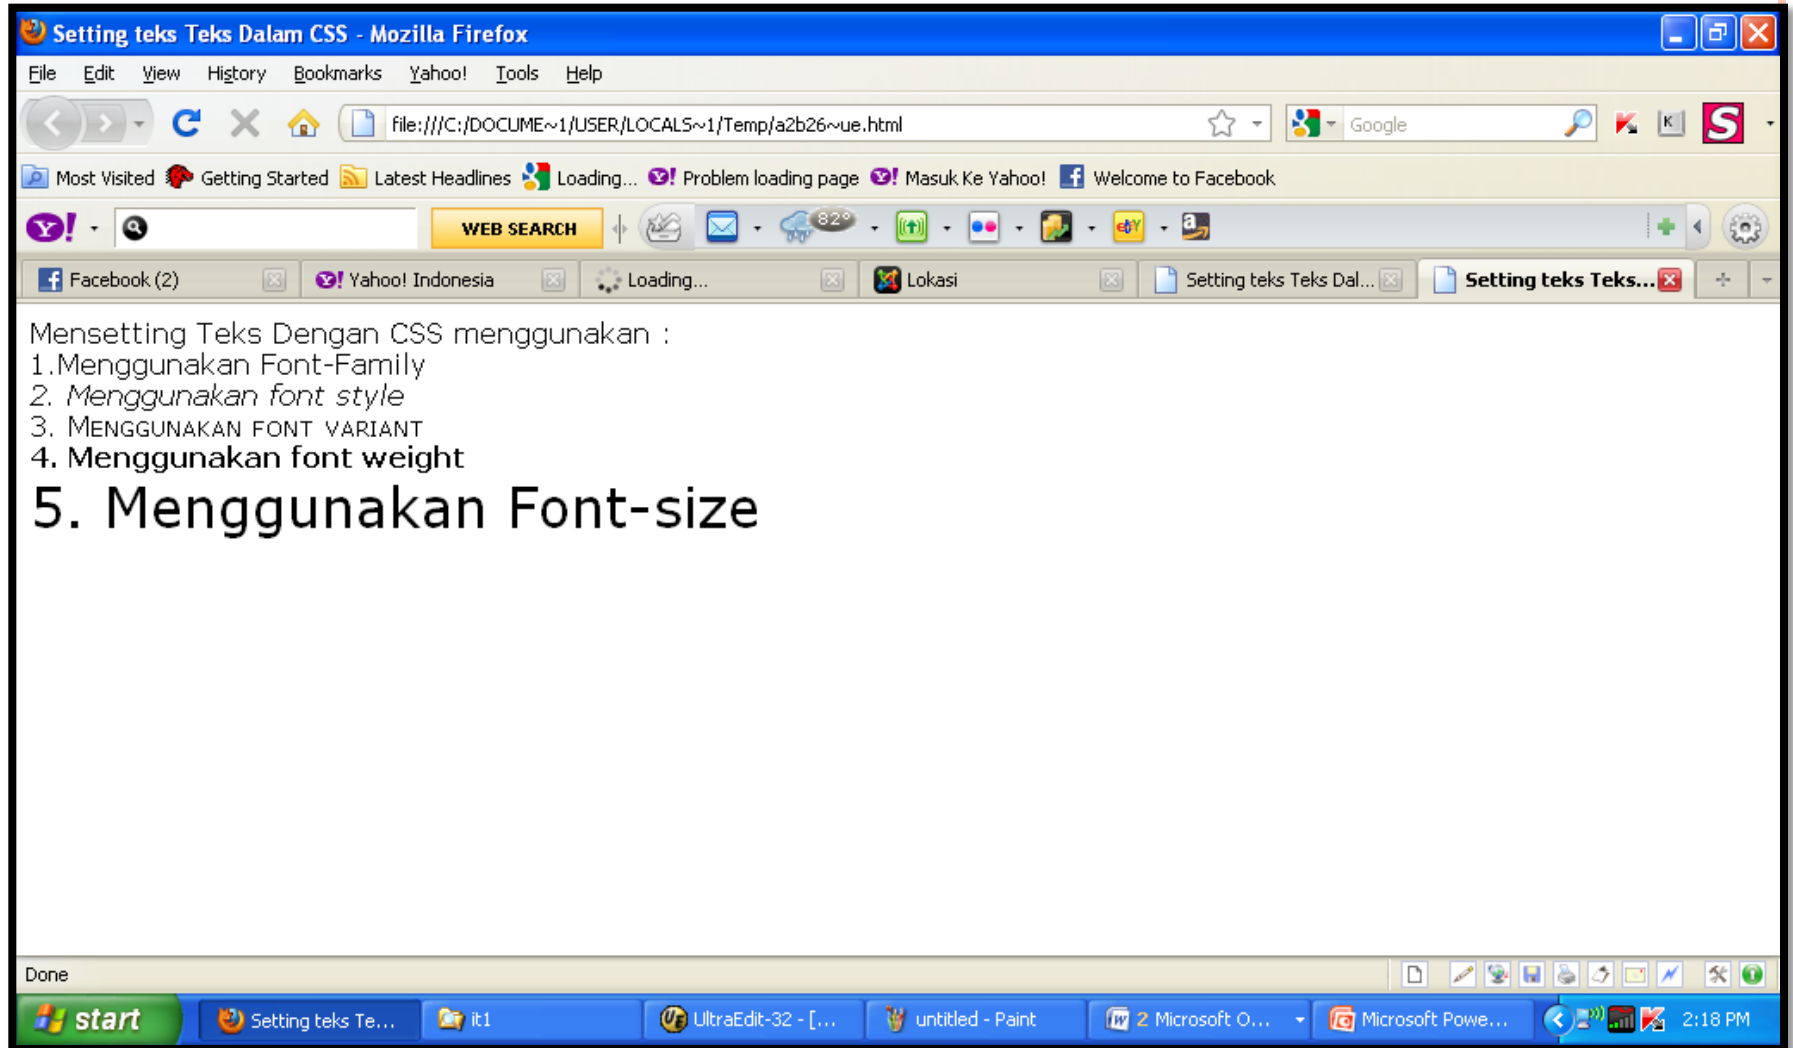 Setting teks Teks Dalam CSS - Mozilla Firefox
File Edit View History Bookmarks Yahoo! Tools Help
file:///C:/DOCUME~1/USER/LOCALS~1/Temp/a2b26~ue.html Google K S
Most Visited Getting Started Latest Headlines Loading... Y! Problem loading page Y! Masuk Ke Yahoo! Welcome to Facebook
Y! WEB SEARCH 82° ebY a
Facebook (2) Y! Yahoo! Indonesia Loading... Lokasi Setting teks Teks Dal... Setting teks Teks...
Mensetting Teks Dengan CSS menggunakan :
1.Menggunakan Font-Family
2. Menggunakan font style
3. Menggunakan font variant
4. Menggunakan font weight
5. Menggunakan Font-size
Done
start Setting teks Te... it1 UltraEdit-32 - [... untitled - Paint 2 Microsoft O... Microsoft Powe... 2:18 PM